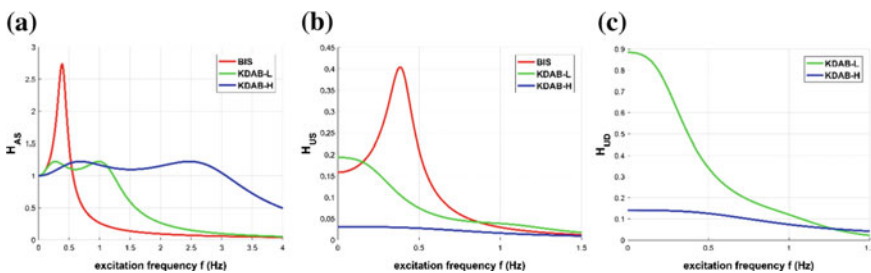 (a)
3
2.5
2
1.5
1
0.5
0
H_AS
BIS
KDAB-L
KDAB-H
0 0.5 1 1.5 2 2.5 3 3.5 4
excitation frequency f (Hz)
(b)
0.45
0.4
0.35
0.3
0.25
0.2
0.15
0.1
0.05
0
H_US
BIS
KDAB-L
KDAB-H
0 0.5 1 1.5
excitation frequency f (Hz)
(c)
0.9
0.8
0.7
0.6
0.5
0.4
0.3
0.2
0.1
0
H_UD
KDAB-L
KDAB-H
0 0.5 1
excitation frequency f (Hz)